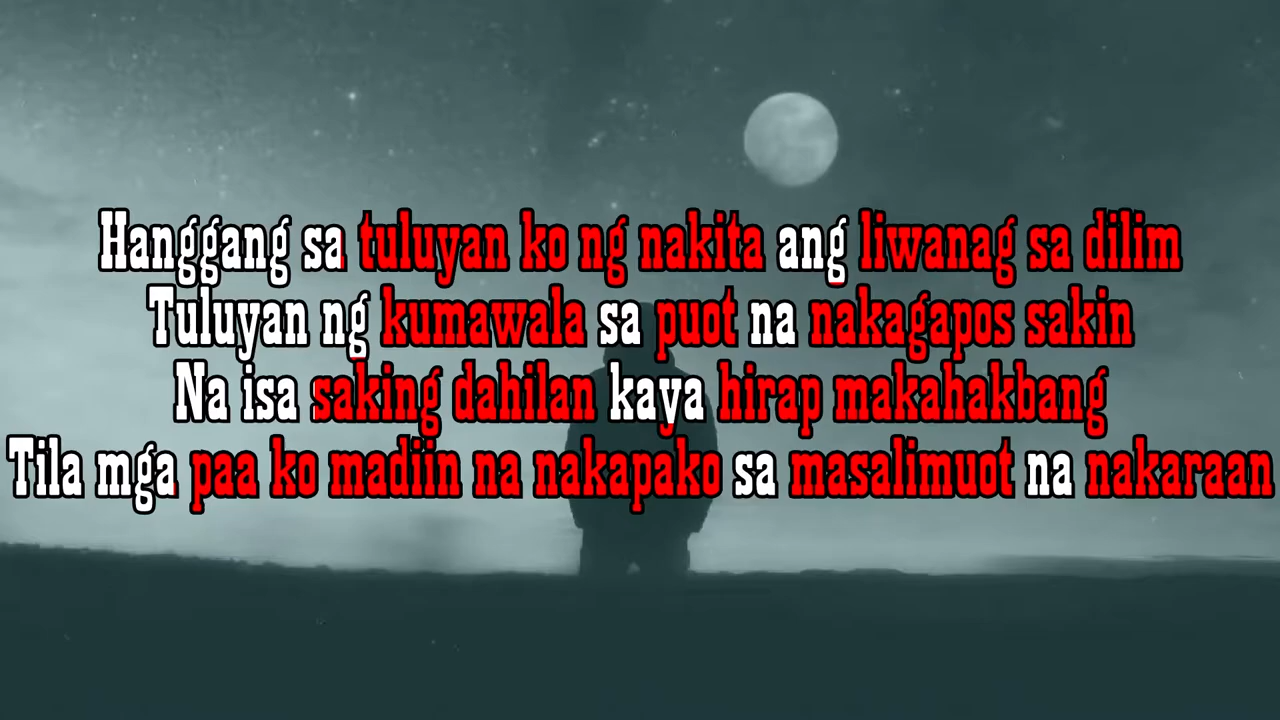 Hanggang sa tuluyan ko ng nakita ang liwanag sa dilim
Tuluyan ng kumawala sa puot na nakagapos sakin
Na isa saking dahilan kaya hirap makahakbang
Tila mga paa ko madiin na nakapako sa masalimuot na nakaraan